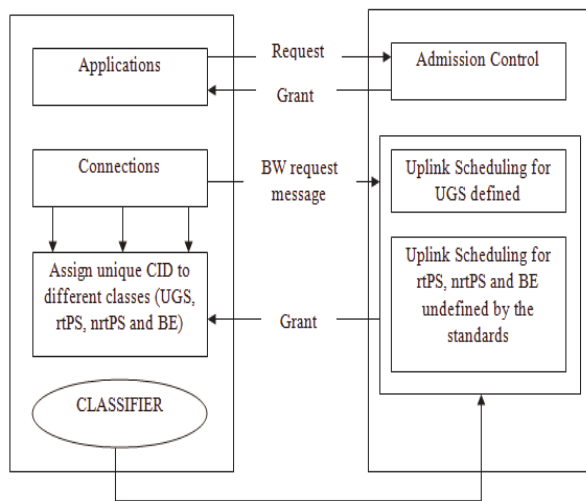 Applications
Request
Grant
Admission Control
Connections
BW request
message
Uplink Scheduling for
UGS defined
Assign unique CID to
different classes (UGS,
rtPS, nrtPS and BE)
Grant
Uplink Scheduling for
rtPS, nrtPS and BE
undefined by the
standards
CLASSIFIER